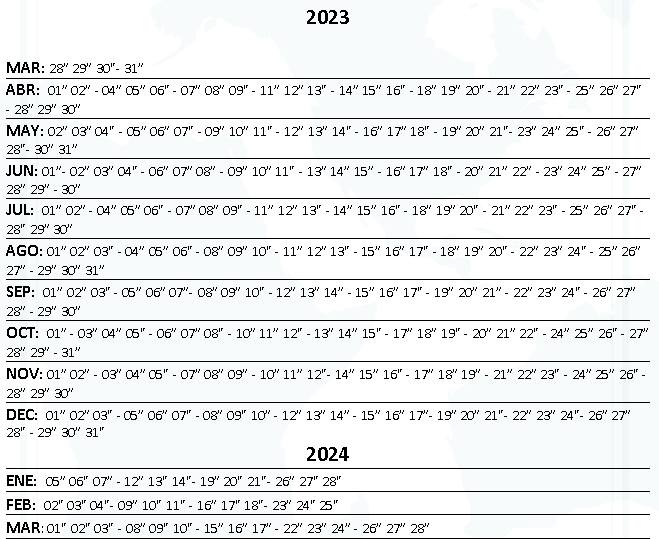 2023
MAR: 28" 29" 30"- 31"
ABR: 01" 02" - 04" 05" 06" - 07" 08" 09" - 11" 12" 13" - 14" 15" 16" - 18" 19" 20" - 21" 22" 23" - 25" 26" 27"
- 28" 29" 30"
MAY: 02" 03" 04" - 05" 06" 07" - 09" 10" 11" - 12" 13" 14" - 16" 17" 18" - 19" 20" 21"- 23" 24" 25" - 26" 27"
28"- 30" 31"
JUN: 01"- 02" 03" 04" - 06" 07" 08" - 09" 10" 11" - 13" 14" 15" - 16" 17" 18" - 20" 21" 22" - 23" 24" 25" - 27"
28" 29" - 30"
JUL: 01" 02" - 04" 05" 06" - 07" 08" 09" - 11" 12" 13" - 14" 15" 16" - 18" 19" 20" - 21" 22" 23" - 25" 26" 27" -
28" 29" 30"
AGO: 01" 02" 03" - 04" 05" 06" - 08" 09" 10" - 11" 12" 13" - 15" 16" 17" - 18" 19" 20" - 22" 23" 24" - 25" 26"
27" - 29" 30" 31"
SEP: 01" 02" 03" - 05" 06" 07"- 08" 09" 10" - 12" 13" 14" - 15" 16" 17" - 19" 20" 21" - 22" 23" 24" - 26" 27"
28" - 29" 30"
OCT: 01" - 03" 04" 05" - 06" 07" 08" - 10" 11" 12" - 13" 14" 15" - 17" 18" 19" - 20" 21" 22" - 24" 25" 26" - 27"
28" 29" - 31"
NOV: 01" 02" - 03" 04" 05" - 07" 08" 09" - 10" 11" 12"- 14" 15" 16" - 17" 18" 19" - 21" 22" 23" - 24" 25" 26" -
28" 29" 30"
DEC: 01" 02" 03" - 05" 06" 07" - 08" 09" 10" - 12" 13" 14" - 15" 16" 17"- 19" 20" 21"- 22" 23" 24"- 26" 27"
28" - 29" 30" 31"
2024
ENE: 05" 06" 07" - 12" 13" 14"- 19" 20" 21"- 26" 27" 28"
FEB: 02" 03" 04"- 09" 10" 11" - 16" 17" 18"- 23" 24" 25"
MAR: 01" 02" 03" - 08" 09" 10" - 15" 16" 17" - 22" 23" 24" - 26" 27" 28"